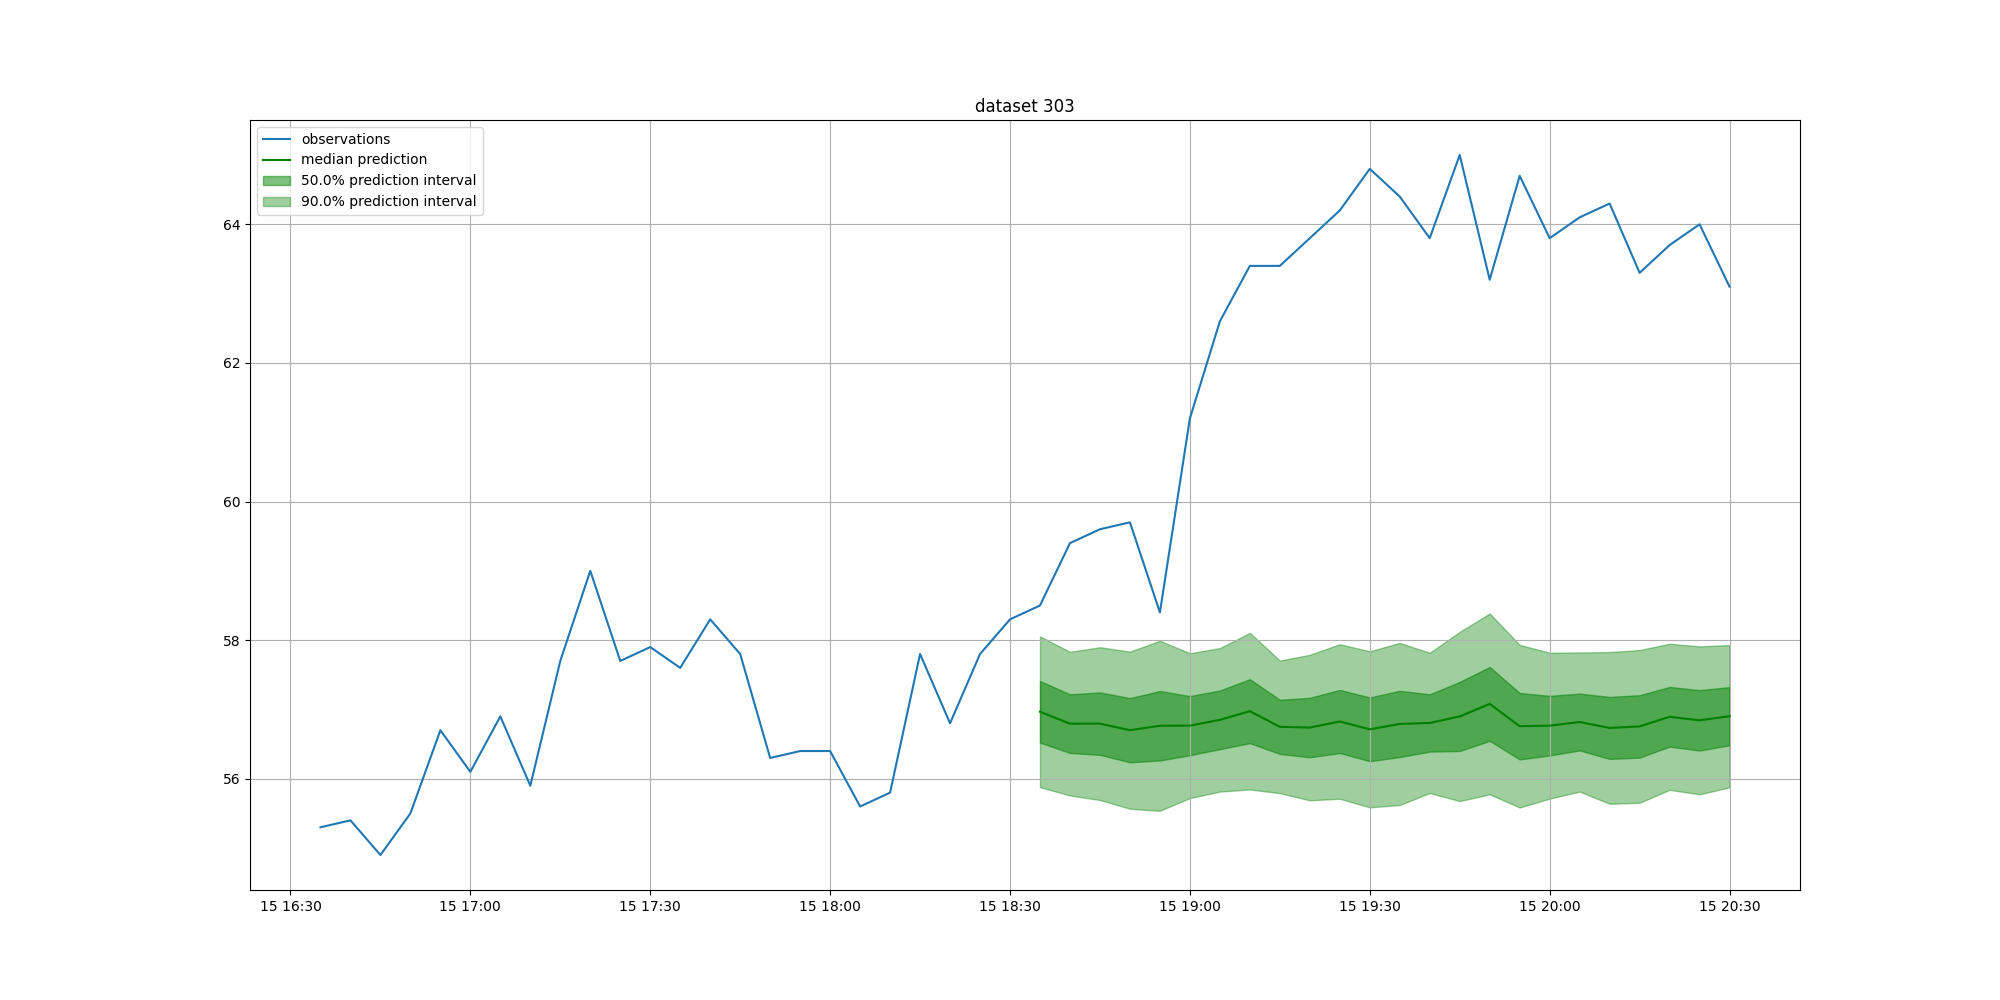 dataset 303
observations
median prediction
50.0% prediction interval
90.0% prediction interval
64
62
60
58
56
15 16:30 15 17:00 15 17:30 15 18:00 15 18:30 15 19:00 15 19:30 15 20:00 15 20:30